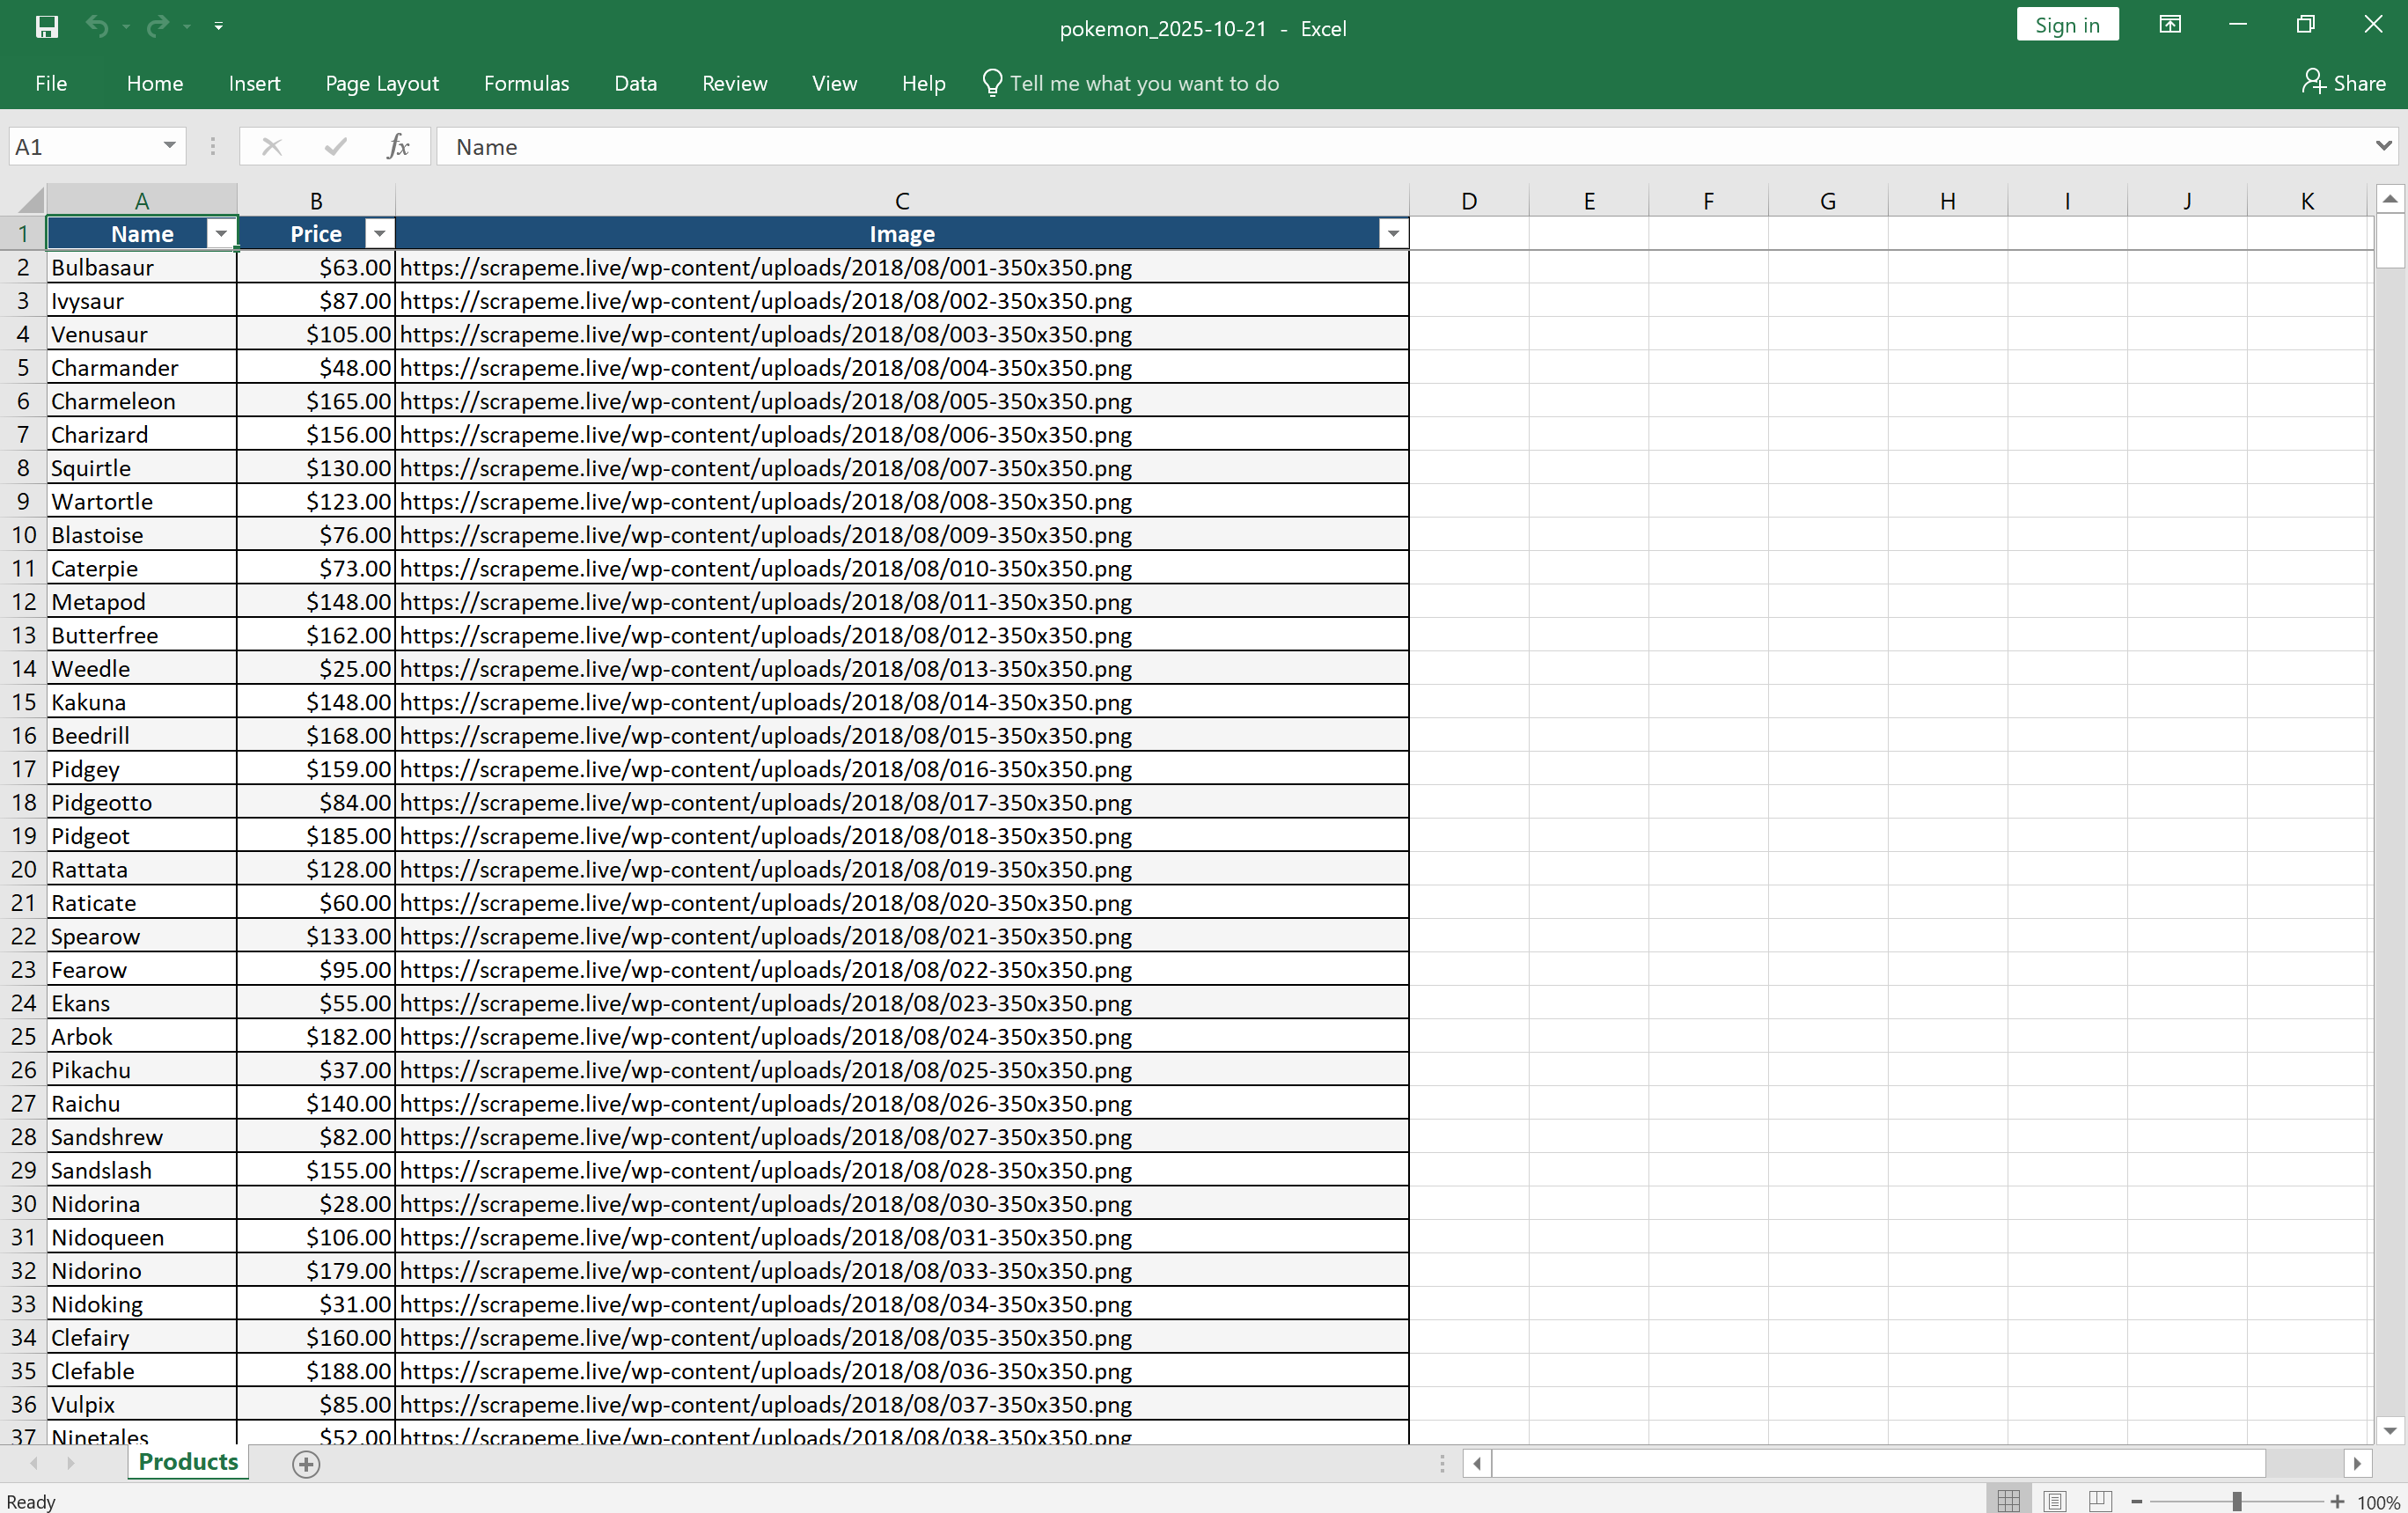 pokemon_2025-10-21 - Excel
Sign in
File Home Insert Page Layout Formulas Data Review View Help Tell me what you want to do Share
A1 fx Name
A B C D E F G H I J K
1 Name Price Image
2 Bulbasaur $63.00 https://scrapeme.live/wp-content/uploads/2018/08/001-350x350.png
3 Ivysaur $87.00 https://scrapeme.live/wp-content/uploads/2018/08/002-350x350.png
4 Venusaur $105.00 https://scrapeme.live/wp-content/uploads/2018/08/003-350x350.png
5 Charmander $48.00 https://scrapeme.live/wp-content/uploads/2018/08/004-350x350.png
6 Charmeleon $165.00 https://scrapeme.live/wp-content/uploads/2018/08/005-350x350.png
7 Charizard $156.00 https://scrapeme.live/wp-content/uploads/2018/08/006-350x350.png
8 Squirtle $130.00 https://scrapeme.live/wp-content/uploads/2018/08/007-350x350.png
9 Wartortle $123.00 https://scrapeme.live/wp-content/uploads/2018/08/008-350x350.png
10 Blastoise $76.00 https://scrapeme.live/wp-content/uploads/2018/08/009-350x350.png
11 Caterpie $73.00 https://scrapeme.live/wp-content/uploads/2018/08/010-350x350.png
12 Metapod $148.00 https://scrapeme.live/wp-content/uploads/2018/08/011-350x350.png
13 Butterfree $162.00 https://scrapeme.live/wp-content/uploads/2018/08/012-350x350.png
14 Weedle $25.00 https://scrapeme.live/wp-content/uploads/2018/08/013-350x350.png
15 Kakuna $148.00 https://scrapeme.live/wp-content/uploads/2018/08/014-350x350.png
16 Beedrill $168.00 https://scrapeme.live/wp-content/uploads/2018/08/015-350x350.png
17 Pidgey $159.00 https://scrapeme.live/wp-content/uploads/2018/08/016-350x350.png
18 Pidgeotto $84.00 https://scrapeme.live/wp-content/uploads/2018/08/017-350x350.png
19 Pidgeot $185.00 https://scrapeme.live/wp-content/uploads/2018/08/018-350x350.png
20 Rattata $128.00 https://scrapeme.live/wp-content/uploads/2018/08/019-350x350.png
21 Raticate $60.00 https://scrapeme.live/wp-content/uploads/2018/08/020-350x350.png
22 Spearow $133.00 https://scrapeme.live/wp-content/uploads/2018/08/021-350x350.png
23 Fearow $95.00 https://scrapeme.live/wp-content/uploads/2018/08/022-350x350.png
24 Ekans $55.00 https://scrapeme.live/wp-content/uploads/2018/08/023-350x350.png
25 Arbok $182.00 https://scrapeme.live/wp-content/uploads/2018/08/024-350x350.png
26 Pikachu $37.00 https://scrapeme.live/wp-content/uploads/2018/08/025-350x350.png
27 Raichu $140.00 https://scrapeme.live/wp-content/uploads/2018/08/026-350x350.png
28 Sandshrew $82.00 https://scrapeme.live/wp-content/uploads/2018/08/027-350x350.png
29 Sandslash $155.00 https://scrapeme.live/wp-content/uploads/2018/08/028-350x350.png
30 Nidorina $28.00 https://scrapeme.live/wp-content/uploads/2018/08/030-350x350.png
31 Nidoqueen $106.00 https://scrapeme.live/wp-content/uploads/2018/08/031-350x350.png
32 Nidorino $179.00 https://scrapeme.live/wp-content/uploads/2018/08/033-350x350.png
33 Nidoking $31.00 https://scrapeme.live/wp-content/uploads/2018/08/034-350x350.png
34 Clefairy $160.00 https://scrapeme.live/wp-content/uploads/2018/08/035-350x350.png
35 Clefable $188.00 https://scrapeme.live/wp-content/uploads/2018/08/036-350x350.png
36 Vulpix $85.00 https://scrapeme.live/wp-content/uploads/2018/08/037-350x350.png
37 Ninetales $52.00 https://scrapeme.live/wp-content/uploads/2018/08/038-350x350.png
Products
Ready 100%